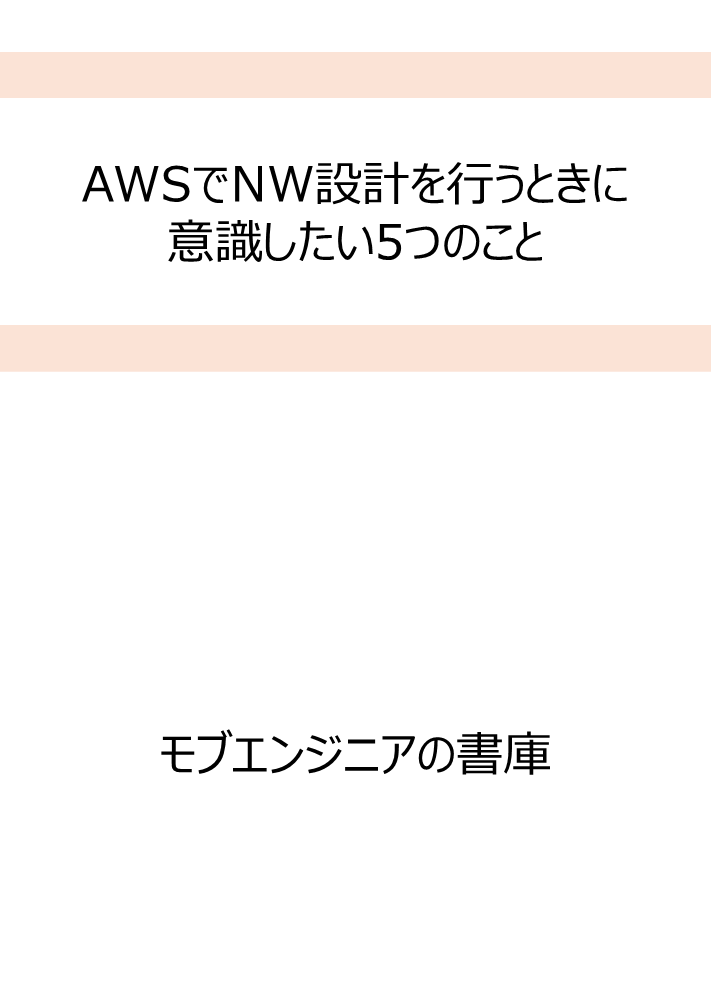 AWSでNW設計を行うときに
意識したい5つのこと
モブエンジニアの書庫